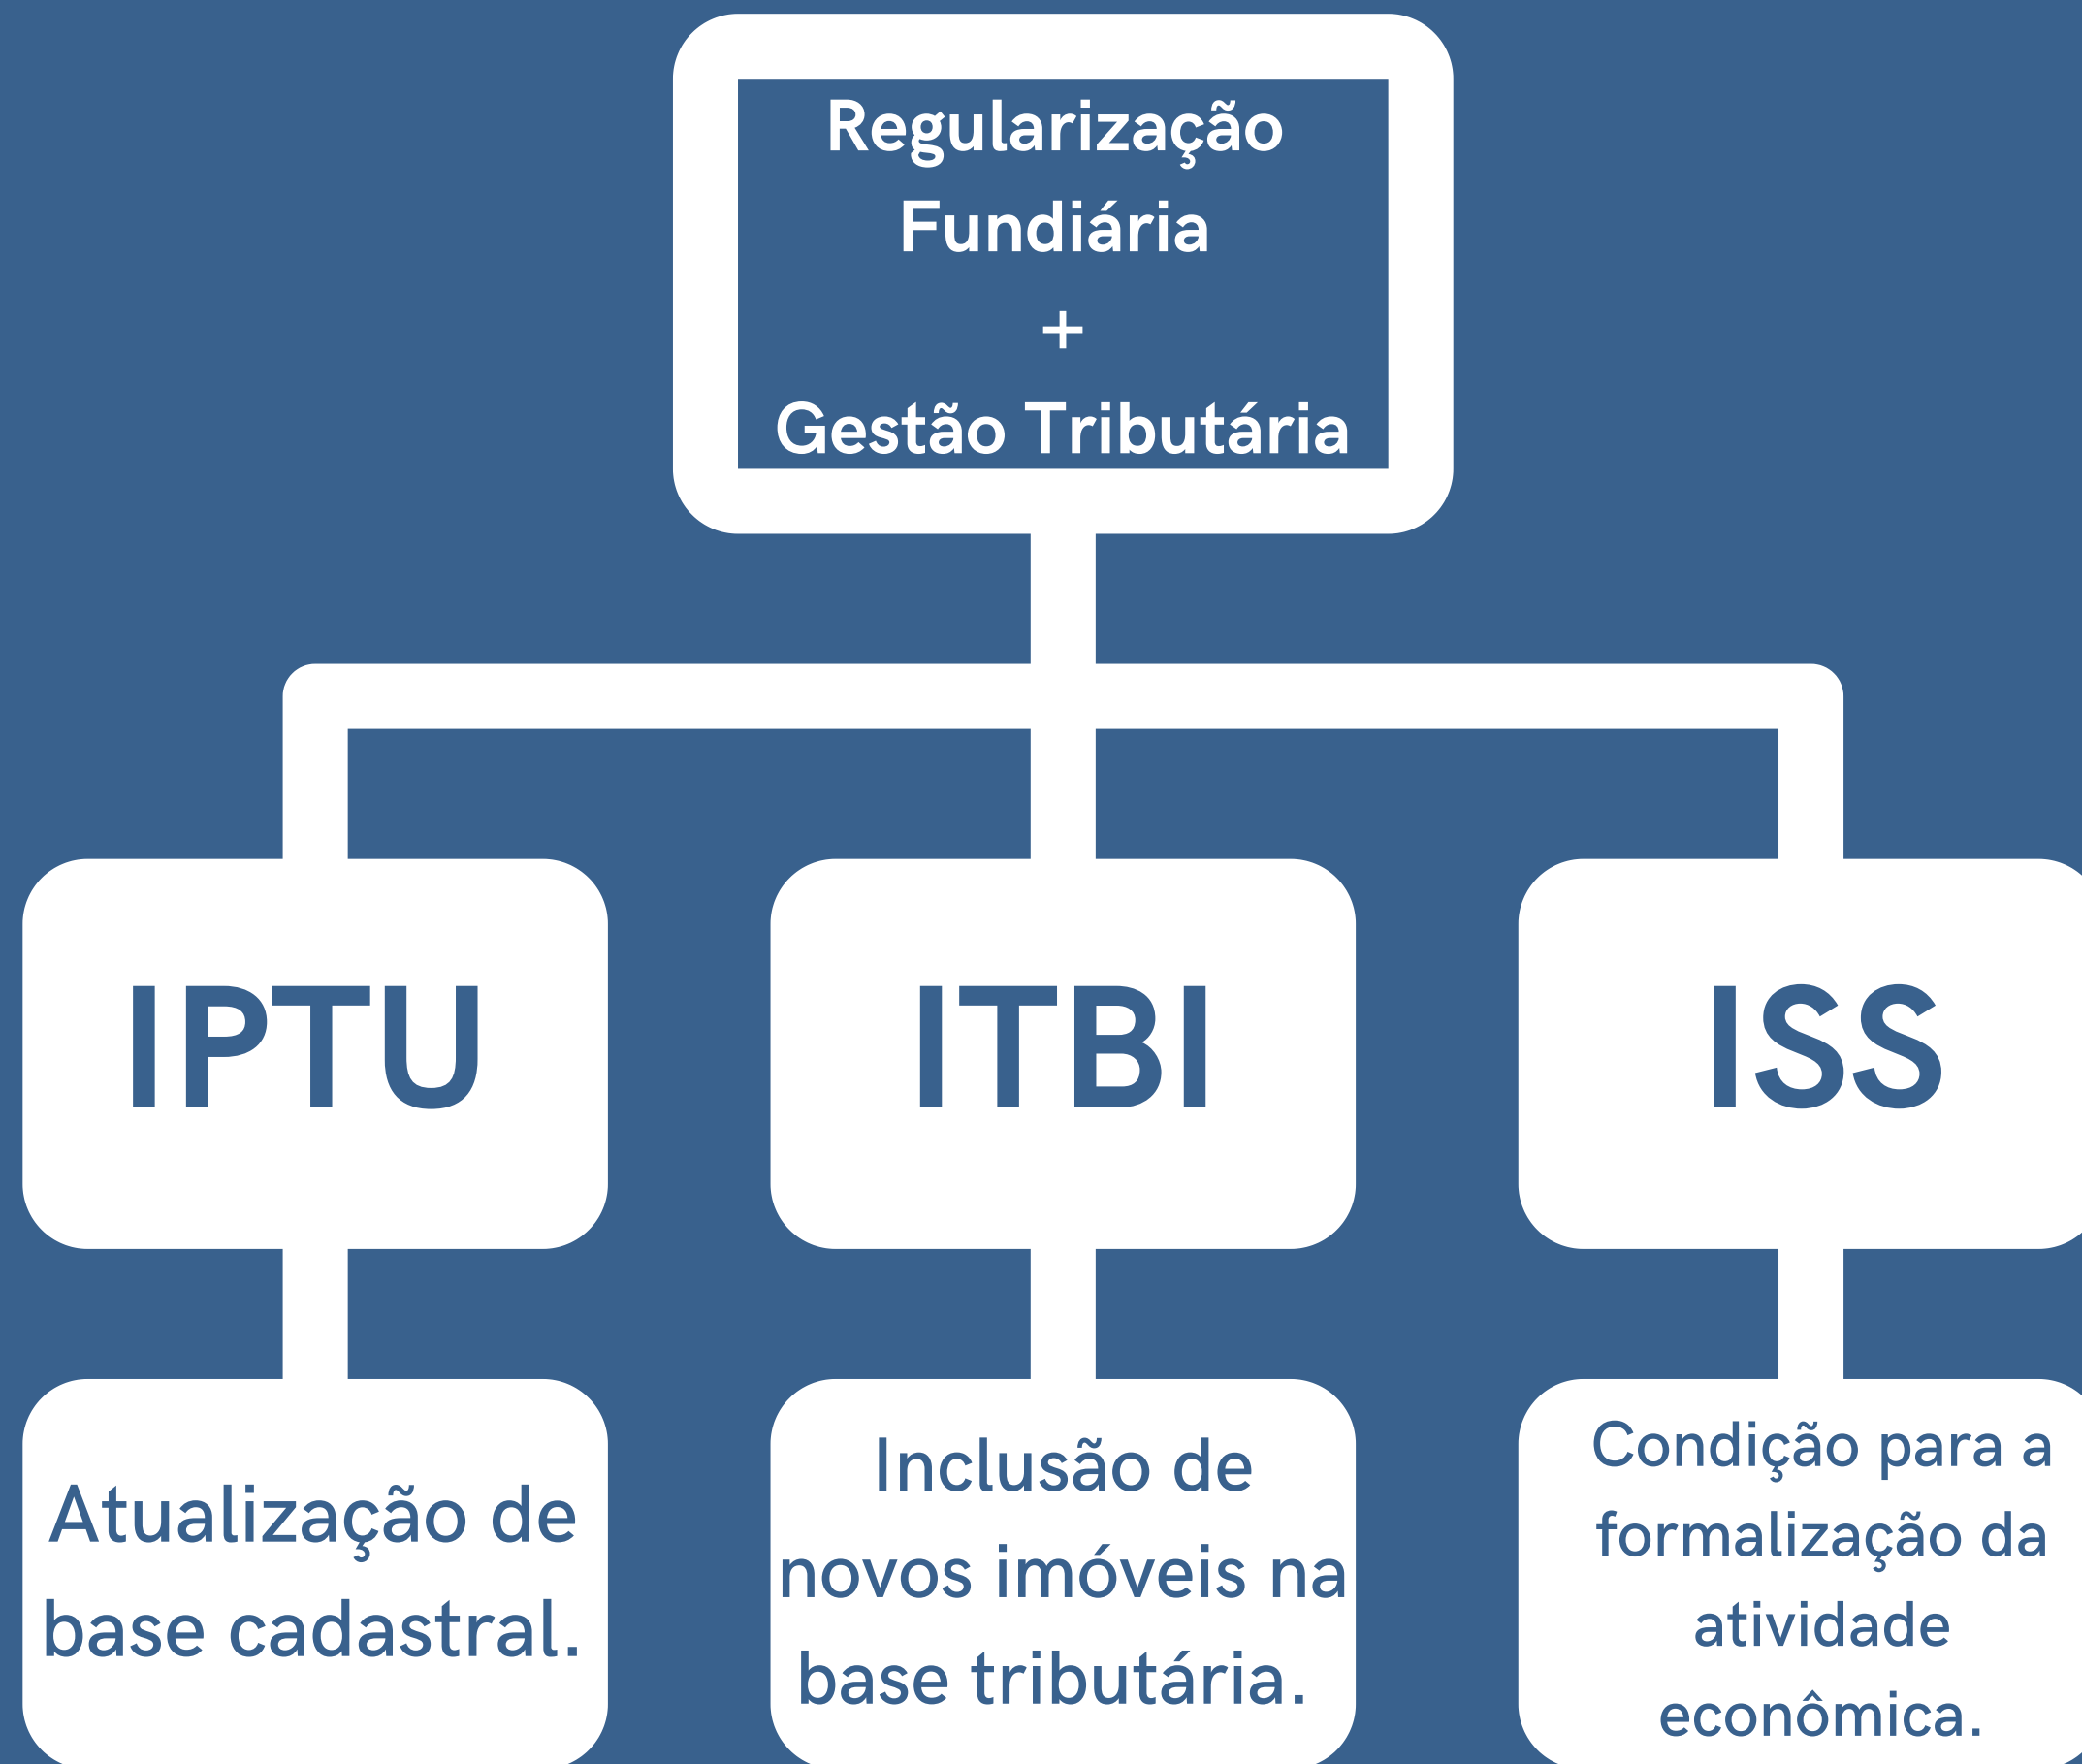 Regularização
Fundiária
+
Gestão Tributária
IPTU
ITBI
ISS
Atualização de
base cadastral.
Inclusão de
novos imóveis na
base tributária.
Condição para a
formalização da
atividade
econômica.